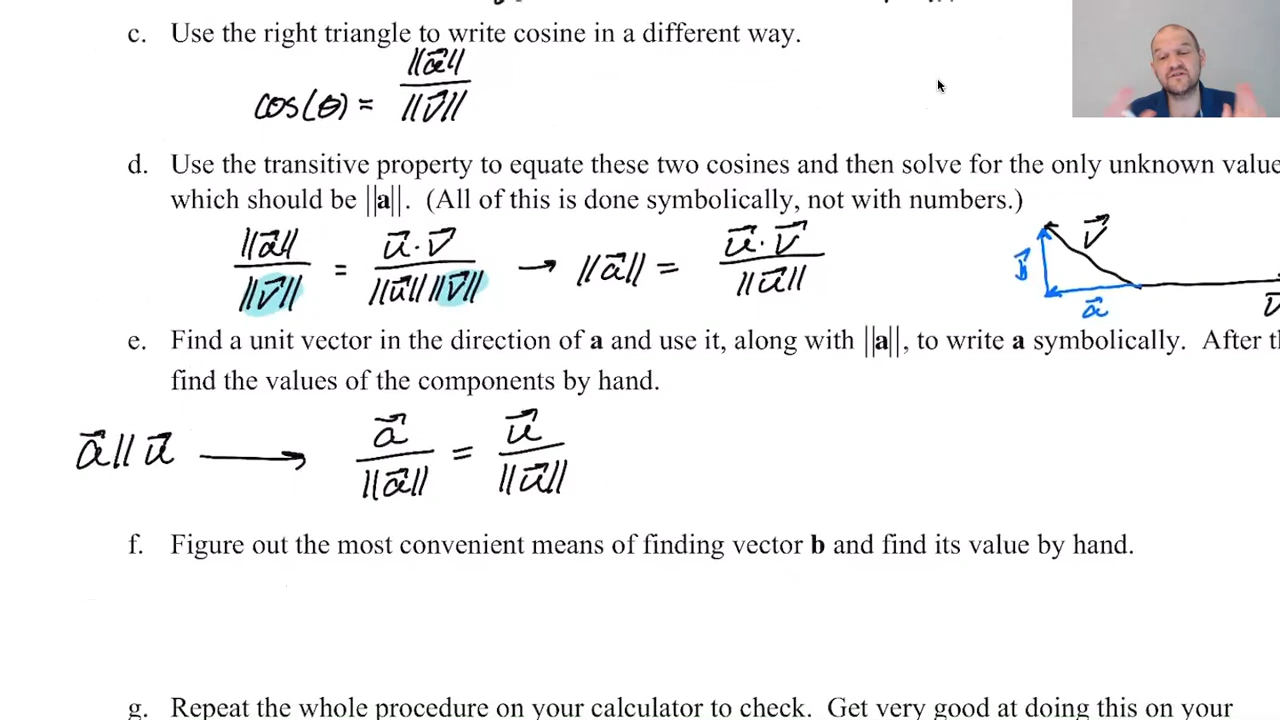 c. Use the right triangle to write cosine in a different way.
cos(θ) = ||a⃗|| / ||v⃗||
d. Use the transitive property to equate these two cosines and then solve for the only unknown value
which should be ||a||. (All of this is done symbolically, not with numbers.)
||a⃗|| / ||v⃗|| = u⃗ · v⃗ / ||u⃗|| ||v⃗|| → ||a⃗|| = u⃗ · v⃗ / ||u⃗||
v⃗
b⃗
a⃗
e. Find a unit vector in the direction of a and use it, along with ||a||, to write a symbolically. After
find the values of the components by hand.
a⃗ || u⃗ → a⃗ / ||a⃗|| = u⃗ / ||u⃗||
f. Figure out the most convenient means of finding vector b and find its value by hand.
g. Repeat the whole procedure on your calculator to check. Get very good at doing this on your